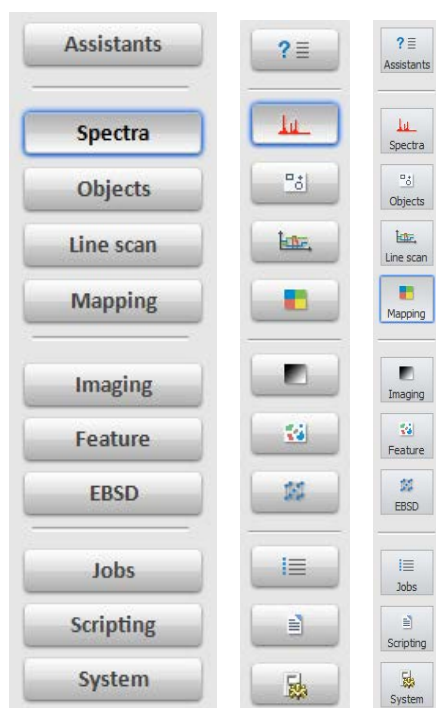 Assistants
Spectra
Objects
Line scan
Mapping
Imaging
Feature
EBSD
Jobs
Scripting
System
?
Assistants
Spectra
Objects
Line scan
Mapping
Imaging
Feature
EBSD
Jobs
Scripting
System